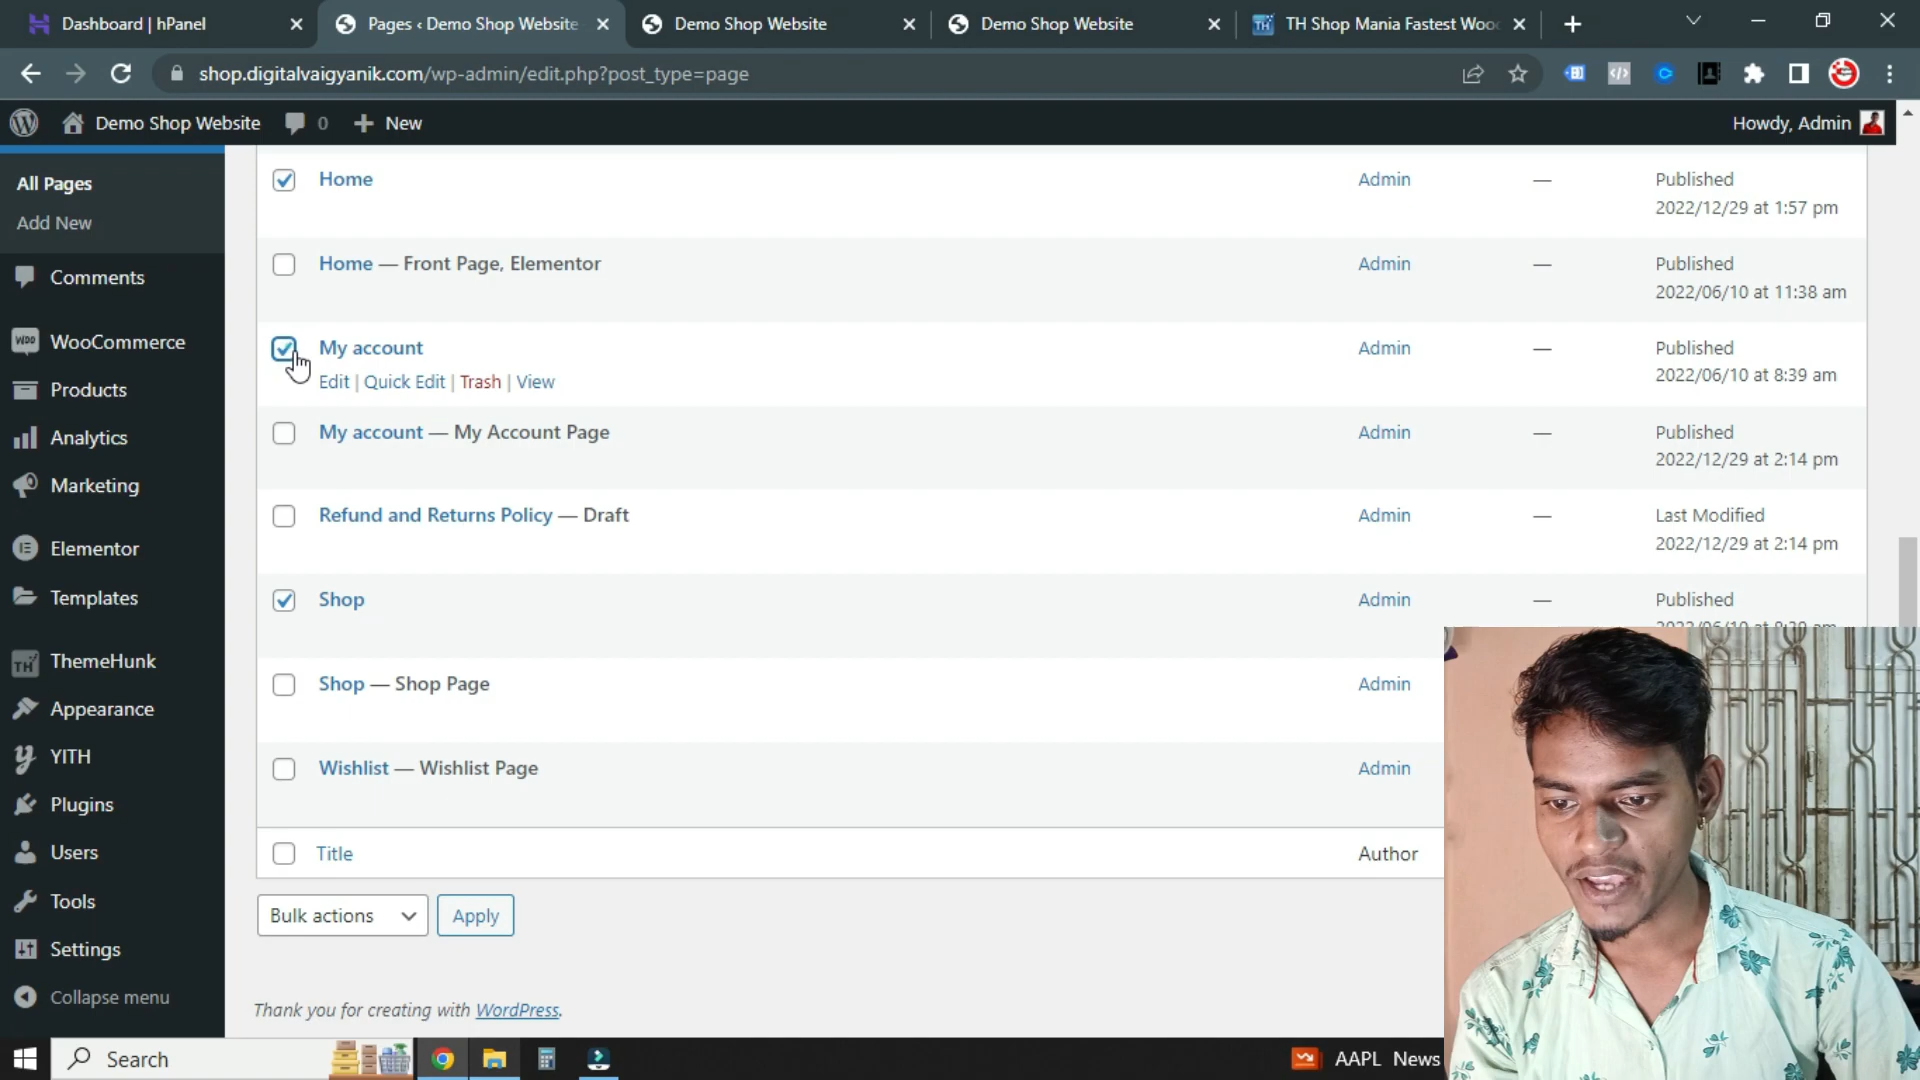 Dashboard | hPanel
Pages ‹ Demo Shop Website
Demo Shop Website
Demo Shop Website
TH Shop Mania Fastest Woo
shop.digitalvaigyanik.com/wp-admin/edit.php?post_type=page
Demo Shop Website
0
New
Howdy, Admin
All Pages
Add New
Comments
WooCommerce
Products
Analytics
Marketing
Elementor
Templates
ThemeHunk
Appearance
YITH
Plugins
Users
Tools
Settings
Collapse menu
Home
Admin
—
Published
2022/12/29 at 1:57 pm
Home — Front Page, Elementor
Admin
—
Published
2022/06/10 at 11:38 am
My account
Edit | Quick Edit | Trash | View
Admin
—
Published
2022/06/10 at 8:39 am
My account — My Account Page
Admin
—
Published
2022/12/29 at 2:14 pm
Refund and Returns Policy — Draft
Admin
—
Last Modified
2022/12/29 at 2:14 pm
Shop
Admin
—
Published
Shop — Shop Page
Admin
Wishlist — Wishlist Page
Admin
Title
Author
Bulk actions
Apply
Thank you for creating with WordPress.
Search
AAPL News